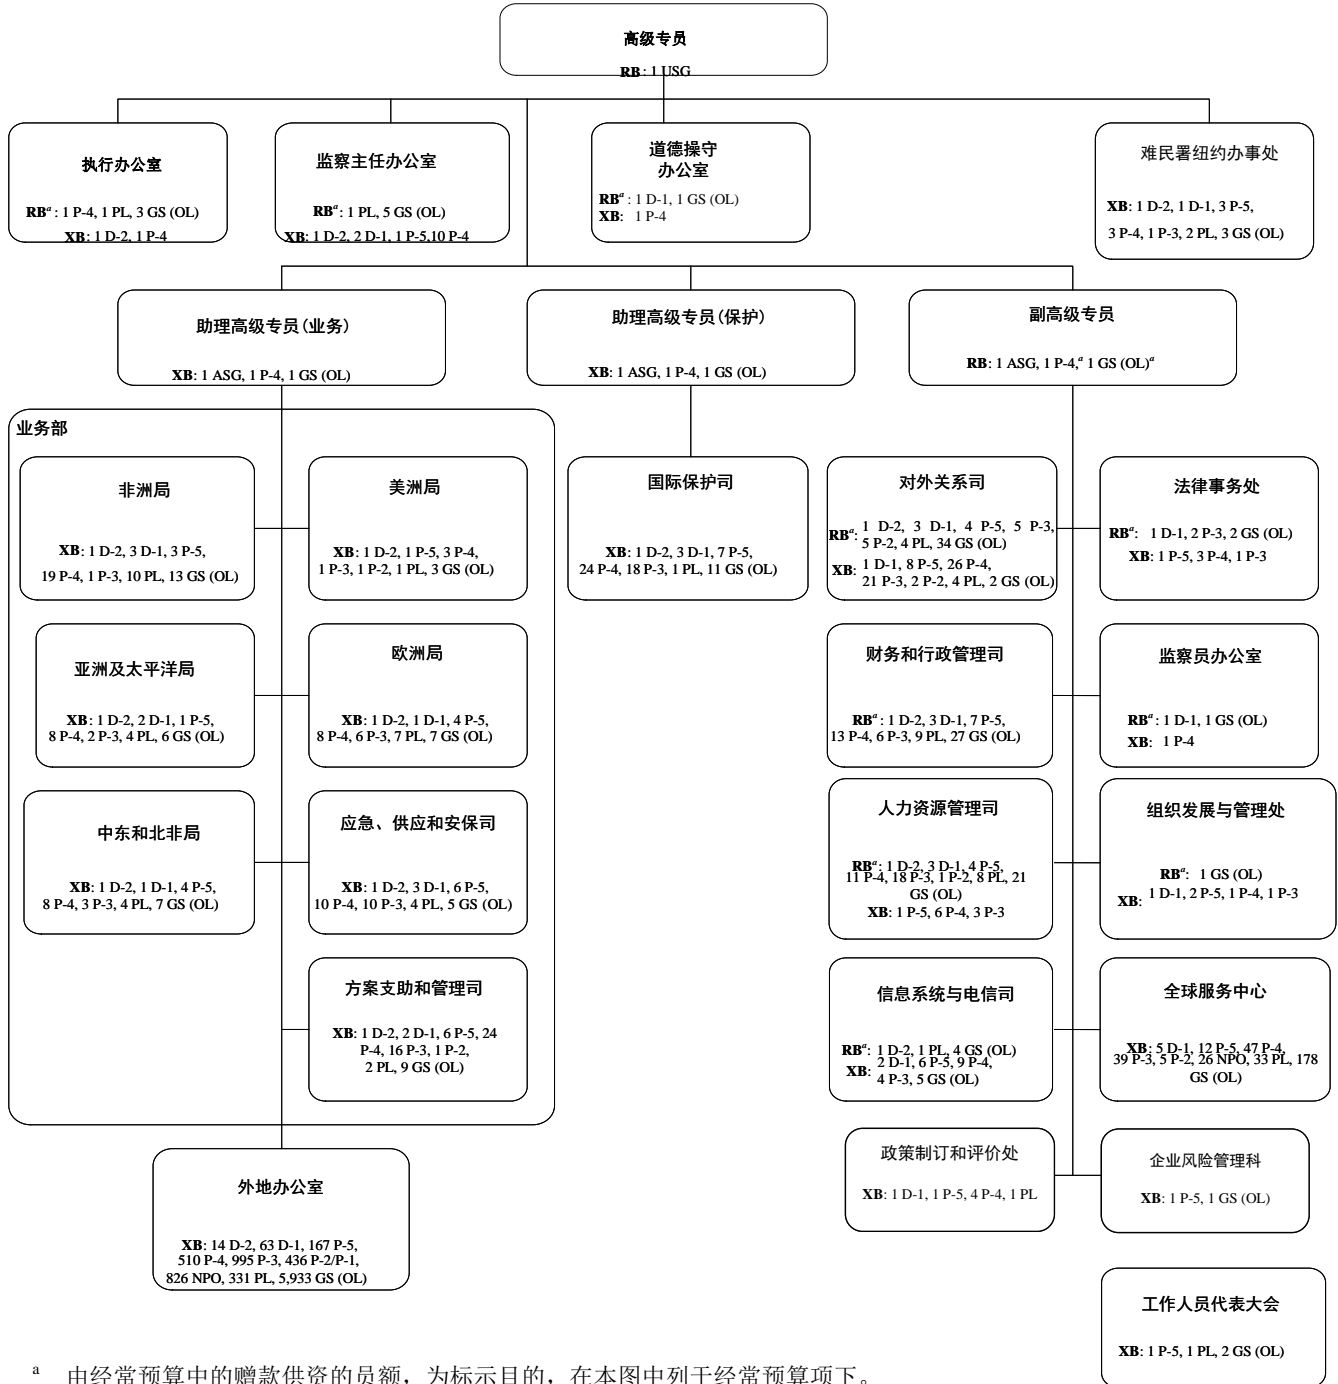 高级专员
RB: 1 USG
执行办公室
RBa: 1 P-4, 1 PL, 3 GS (OL)
XB: 1 D-2, 1 P-4
监察主任办公室
RBa: 1 PL, 5 GS (OL)
XB: 1 D-2, 2 D-1, 1 P-5,10 P-4
道德操守
办公室
RBa: 1 D-1, 1 GS (OL)
XB: 1 P-4
难民署纽约办事处
XB: 1 D-2, 1 D-1, 3 P-5,
3 P-4, 1 P-3, 2 PL, 3 GS (OL)
助理高级专员(业务)
XB: 1 ASG, 1 P-4, 1 GS (OL)
助理高级专员(保护)
XB: 1 ASG, 1 P-4, 1 GS (OL)
副高级专员
RB: 1 ASG, 1 P-4,a 1 GS (OL)a
业务部
非洲局
XB: 1 D-2, 3 D-1, 3 P-5,
19 P-4, 1 P-3, 10 PL, 13 GS (OL)
美洲局
XB: 1 D-2, 1 P-5, 3 P-4,
1 P-3, 1 P-2, 1 PL, 3 GS (OL)
国际保护司
XB: 1 D-2, 3 D-1, 7 P-5,
24 P-4, 18 P-3, 1 PL, 11 GS (OL)
对外关系司
RBa: 1 D-2, 3 D-1, 4 P-5, 5 P-3,
5 P-2, 4 PL, 34 GS (OL)
XB: 1 D-1, 8 P-5, 26 P-4,
21 P-3, 2 P-2, 4 PL, 2 GS (OL)
法律事务处
RBa: 1 D-1, 2 P-3, 2 GS (OL)
XB: 1 P-5, 3 P-4, 1 P-3
亚洲及太平洋局
XB: 1 D-2, 2 D-1, 1 P-5,
8 P-4, 2 P-3, 4 PL, 6 GS (OL)
欧洲局
XB: 1 D-2, 1 D-1, 4 P-5,
8 P-4, 6 P-3, 7 PL, 7 GS (OL)
财务和行政管理司
RBa: 1 D-2, 3 D-1, 7 P-5,
13 P-4, 6 P-3, 9 PL, 27 GS (OL)
监察员办公室
RBa: 1 D-1, 1 GS (OL)
XB: 1 P-4
中东和北非局
XB: 1 D-2, 1 D-1, 4 P-5,
8 P-4, 3 P-3, 4 PL, 7 GS (OL)
应急、供应和安保司
XB: 1 D-2, 3 D-1, 6 P-5,
10 P-4, 10 P-3, 4 PL, 5 GS (OL)
人力资源管理司
RBa: 1 D-2, 3 D-1, 4 P-5,
11 P-4, 18 P-3, 1 P-2, 8 PL, 21
GS (OL)
XB: 1 P-5, 6 P-4, 3 P-3
组织发展与管理处
RBa: 1 GS (OL)
XB: 1 D-1, 2 P-5, 1 P-4, 1 P-3
方案支助和管理司
XB: 1 D-2, 2 D-1, 6 P-5, 24
P-4, 16 P-3, 1 P-2,
2 PL, 9 GS (OL)
信息系统与电信司
RBa: 1 D-2, 1 PL, 4 GS (OL)
XB: 2 D-1, 6 P-5, 9 P-4,
4 P-3, 5 GS (OL)
全球服务中心
XB: 5 D-1, 12 P-5, 47 P-4,
39 P-3, 5 P-2, 26 NPO, 33 PL, 178
GS (OL)
外地办公室
XB: 14 D-2, 63 D-1, 167 P-5,
510 P-4, 995 P-3, 436 P-2/P-1,
826 NPO, 331 PL, 5,933 GS (OL)
政策制订和评价处
XB: 1 D-1, 1 P-5, 4 P-4, 1 PL
企业风险管理科
XB: 1 P-5, 1 GS (OL)
工作人员代表大会
XB: 1 P-5, 1 PL, 2 GS (OL)
a 由经常预算中的赠款供资的员额，为标示目的，在本图中列于经常预算项下。